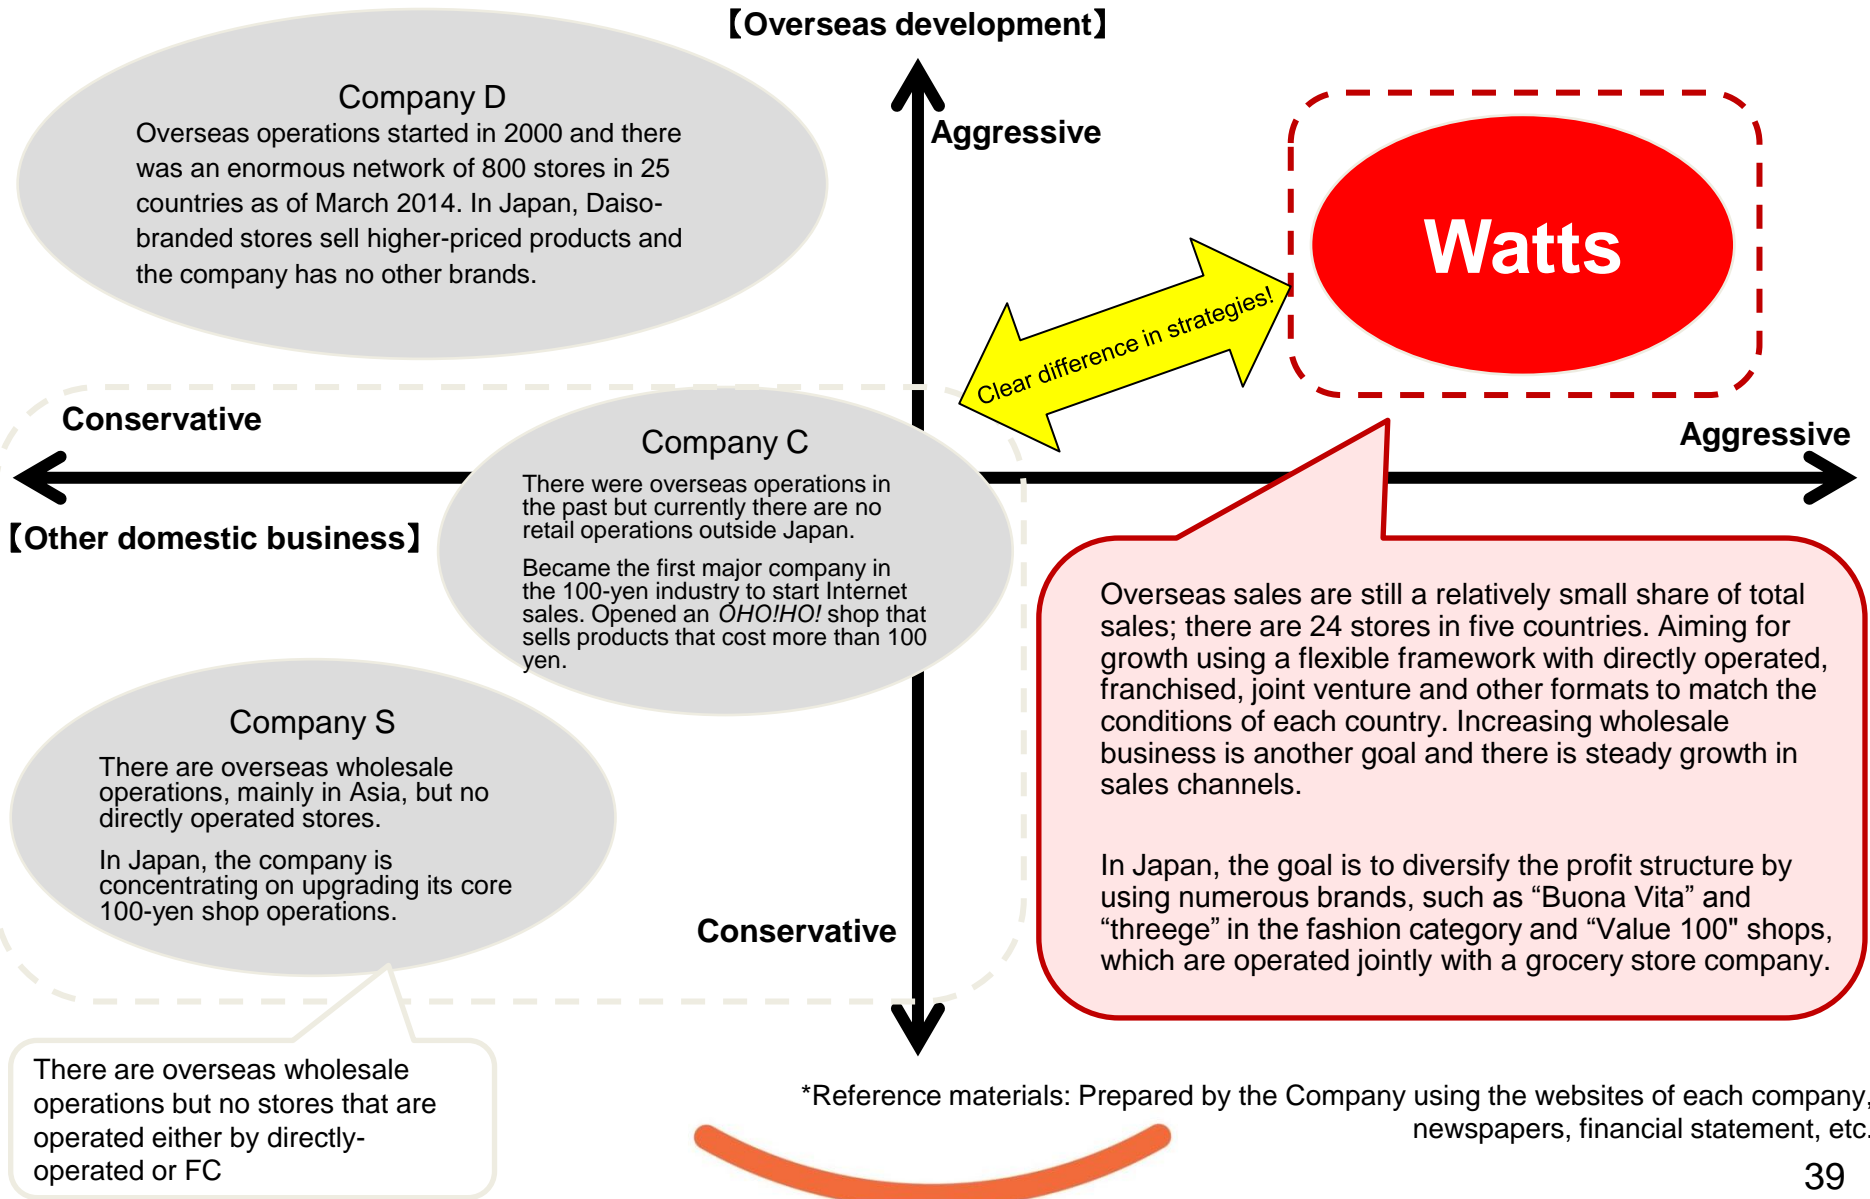 【Overseas development】
Company D
Overseas operations started in 2000 and there
was an enormous network of 800 stores in 25
countries as of March 2014. In Japan, Daiso-
branded stores sell higher-priced products and
the company has no other brands.
Aggressive
Watts
Clear difference in strategies!
Conservative
Aggressive
【Other domestic business】
Company C
There were overseas operations in
the past but currently there are no
retail operations outside Japan.
Became the first major company in
the 100-yen industry to start Internet
sales. Opened an OHO!HO! shop that
sells products that cost more than 100
yen.
Company S
There are overseas wholesale
operations, mainly in Asia, but no
directly operated stores.
In Japan, the company is
concentrating on upgrading its core
100-yen shop operations.
Conservative
Overseas sales are still a relatively small share of total
sales; there are 24 stores in five countries. Aiming for
growth using a flexible framework with directly operated,
franchised, joint venture and other formats to match the
conditions of each country. Increasing wholesale
business is another goal and there is steady growth in
sales channels.
In Japan, the goal is to diversify the profit structure by
using numerous brands, such as “Buona Vita” and
“threege” in the fashion category and “Value 100" shops,
which are operated jointly with a grocery store company.
There are overseas wholesale
operations but no stores that are
operated either by directly-
operated or FC
*Reference materials: Prepared by the Company using the websites of each company,
newspapers, financial statement, etc.
39